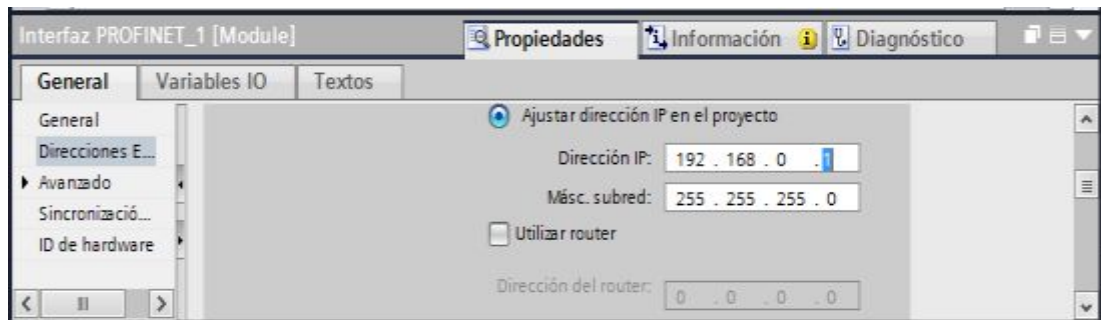 Interfaz PROFINET_1 [Module]
Propiedades
Información
Diagnóstico
General
Variables IO
Textos
General
Direcciones E...
Avanzado
Sincronizació...
ID de hardware
Ajustar dirección IP en el proyecto
Dirección IP: 192 . 168 . 0 . 1
Másc. subred: 255 . 255 . 255 . 0
Utilizar router
Dirección del router: 0 . 0 . 0 . 0